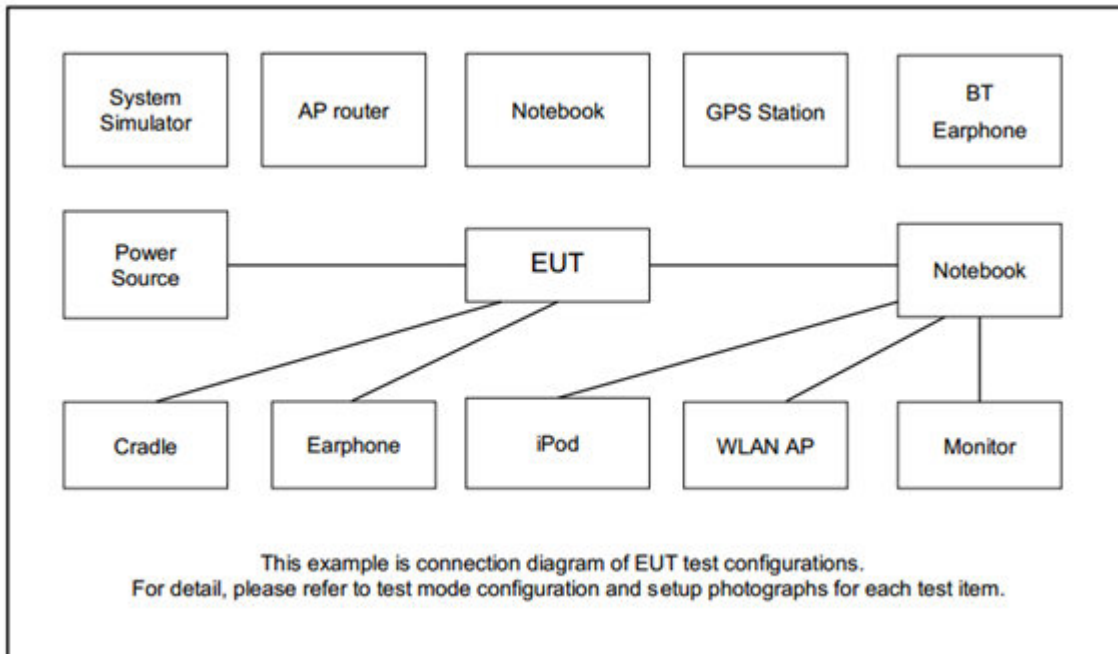 System
Simulator
AP router
Notebook
GPS Station
BT
Earphone
Power
Source
EUT
Notebook
Cradle
Earphone
iPod
WLAN AP
Monitor
This example is connection diagram of EUT test configurations.
For detail, please refer to test mode configuration and setup photographs for each test item.